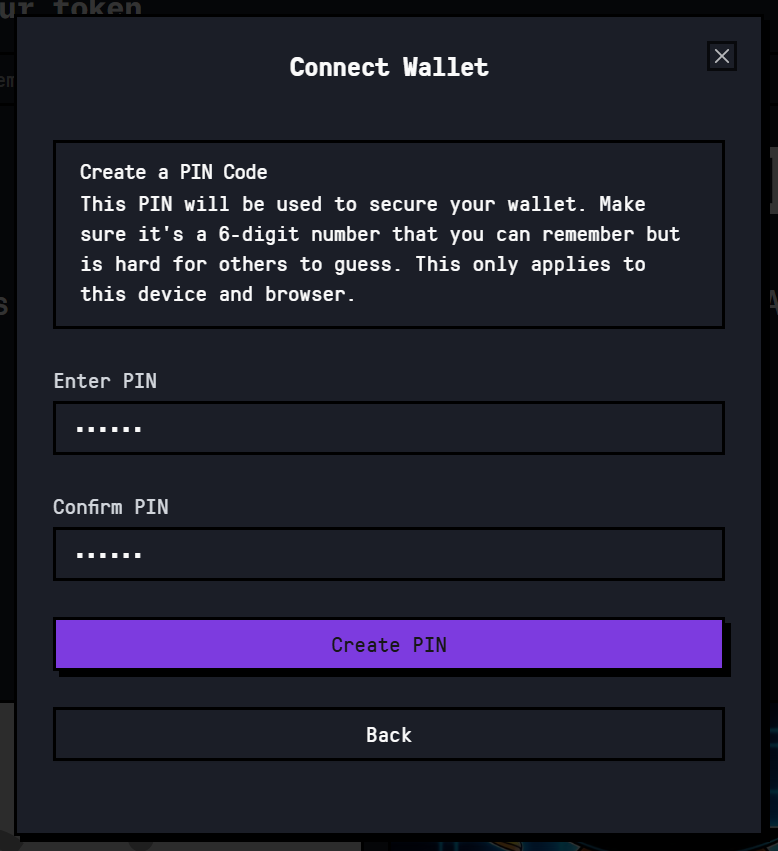 ur token
em
Connect Wallet
Create a PIN Code
This PIN will be used to secure your wallet. Make
sure it's a 6-digit number that you can remember but
is hard for others to guess. This only applies to
this device and browser.
Enter PIN
••••••
Confirm PIN
••••••
Create PIN
Back